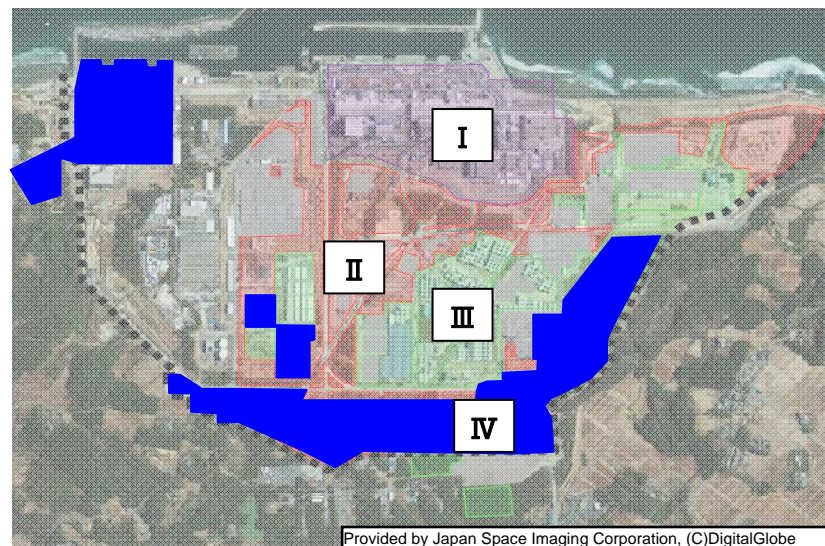 Ⅰ
Ⅱ
Ⅲ
Ⅳ
Provided by Japan Space Imaging Corporation, (C)DigitalGlobe